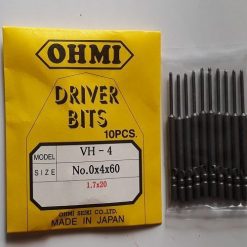 OHMI
DRIVER
BITS
10PCS.
MODEL VH-4
SIZE No.0x4x60
1.7x20
OHMI SEIKI CO.,LTD.
MADE IN JAPAN